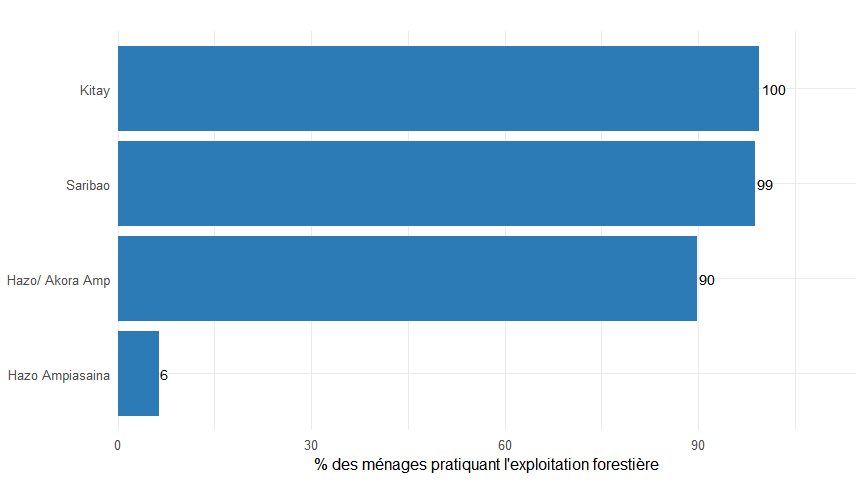 Kitay
100
Saribao
99
Hazo/ Akora Amp
90
Hazo Ampiasaina
6
0 30 60 90
% des ménages pratiquant l'exploitation forestière